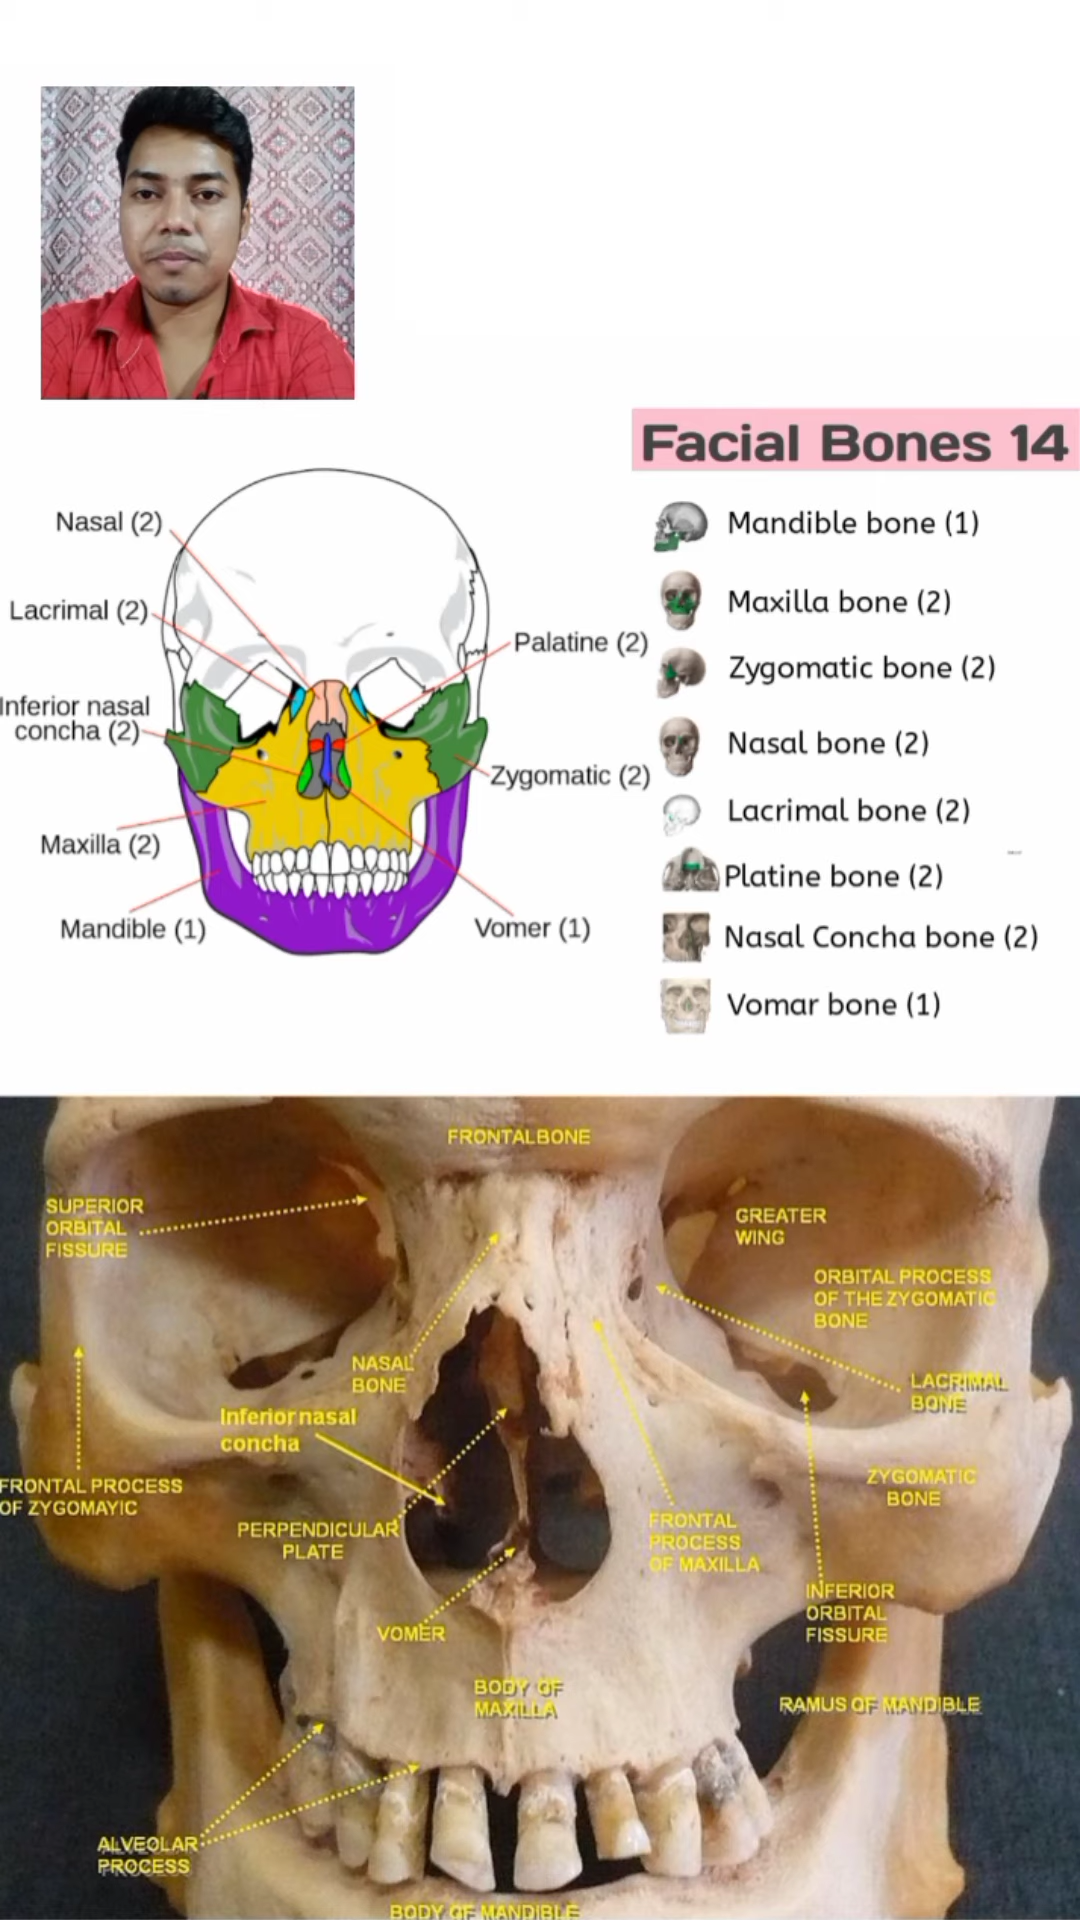 Facial Bones 14
Nasal (2)
Lacrimal (2)
Inferior nasal
concha (2)
Maxilla (2)
Mandible (1)
Palatine (2)
Zygomatic (2)
Vomer (1)
Mandible bone (1)
Maxilla bone (2)
Zygomatic bone (2)
Nasal bone (2)
Lacrimal bone (2)
Platine bone (2)
Nasal Concha bone (2)
Vomar bone (1)
FRONTAL BONE
SUPERIOR
ORBITAL
FISSURE
GREATER
WING
ORBITAL PROCESS
OF THE ZYGOMATIC
BONE
NASAL
BONE
LACRIMAL
BONE
Inferior nasal
concha
FRONTAL PROCESS
OF ZYGOMAYIC
ZYGOMATIC
BONE
PERPENDICULAR
PLATE
FRONTAL
PROCESS
OF MAXILLA
INFERIOR
ORBITAL
FISSURE
VOMER
BODY OF
MAXILLA
RAMUS OF MANDIBLE
ALVEOLAR
PROCESS
BODY OF MANDIBLE